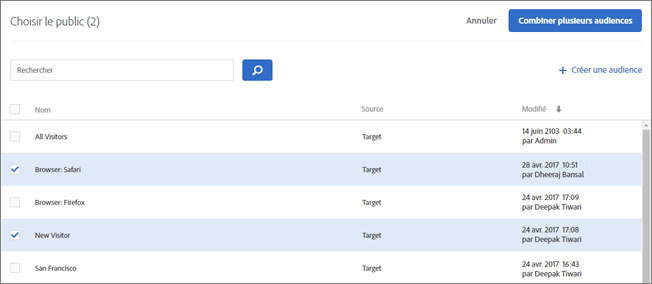 Choisir le public (2)
Annuler
Combiner plusieurs audiences
Rechercher
+ Créer une audience
Nom Source Modifié
All Visitors Target 14 juin 2103 03:44
par Admin
Browser: Safari Target 28 avr. 2017 10:51
par Dheeraj Bansal
Browser: Firefox Target 24 avr. 2017 17:09
par Deepak Tiwari
New Visitor Target 24 avr. 2017 17:08
par Deepak Tiwari
San Francisco Target 24 avr. 2017 16:43
par Deepak Tiwari